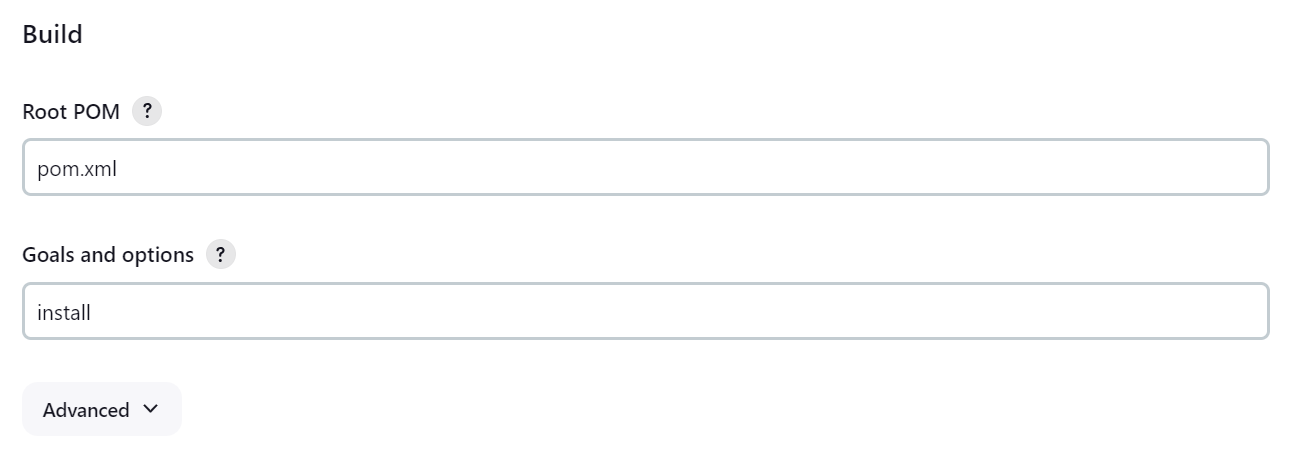 Build
Root POM ?
pom.xml
Goals and options ?
install
Advanced